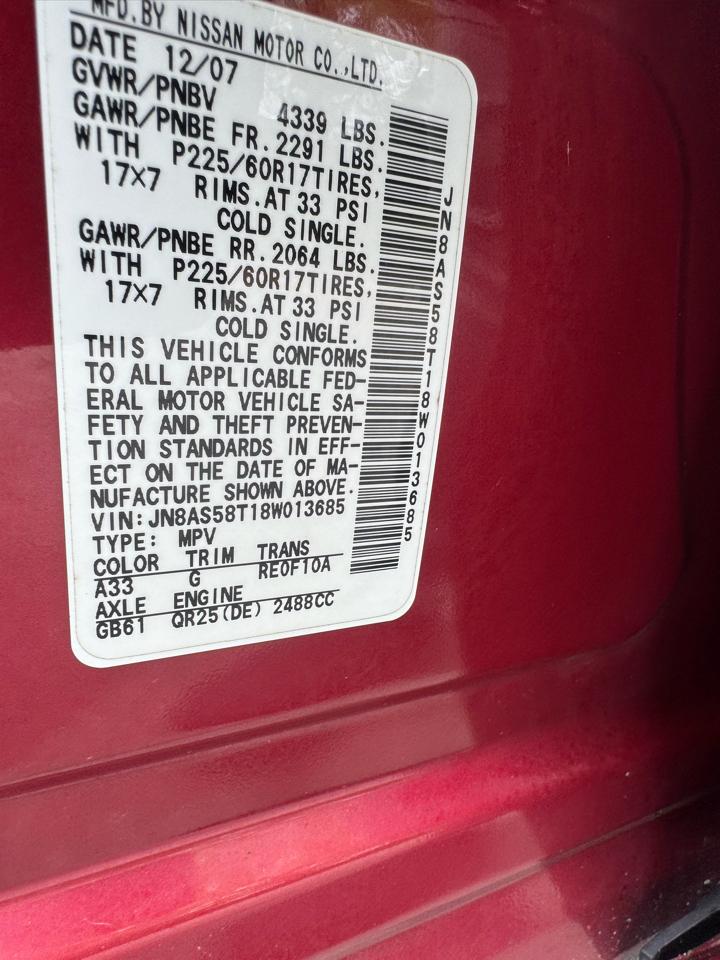 MFD.BY NISSAN MOTOR CO.,LTD.
DATE 12/07
GVWR/PNBV 4339 LBS.
GAWR/PNBE FR.2291 LBS.
WITH P225/60R17TIRES,
17X7 RIMS.AT 33 PSI
COLD SINGLE.
GAWR/PNBE RR.2064 LBS.
WITH P225/60R17TIRES,
17X7 RIMS.AT 33 PSI
COLD SINGLE.
THIS VEHICLE CONFORMS
TO ALL APPLICABLE FED-
ERAL MOTOR VEHICLE SA-
FETY AND THEFT PREVEN-
TION STANDARDS IN EFF-
ECT ON THE DATE OF MA-
NUFACTURE SHOWN ABOVE.
VIN:JN8AS58T18W013685
TYPE: MPV
COLOR TRIM TRANS
A33 G RE0F10A
AXLE ENGINE
GB61 QR25(DE) 2488CC
JN8AS58T18W013685